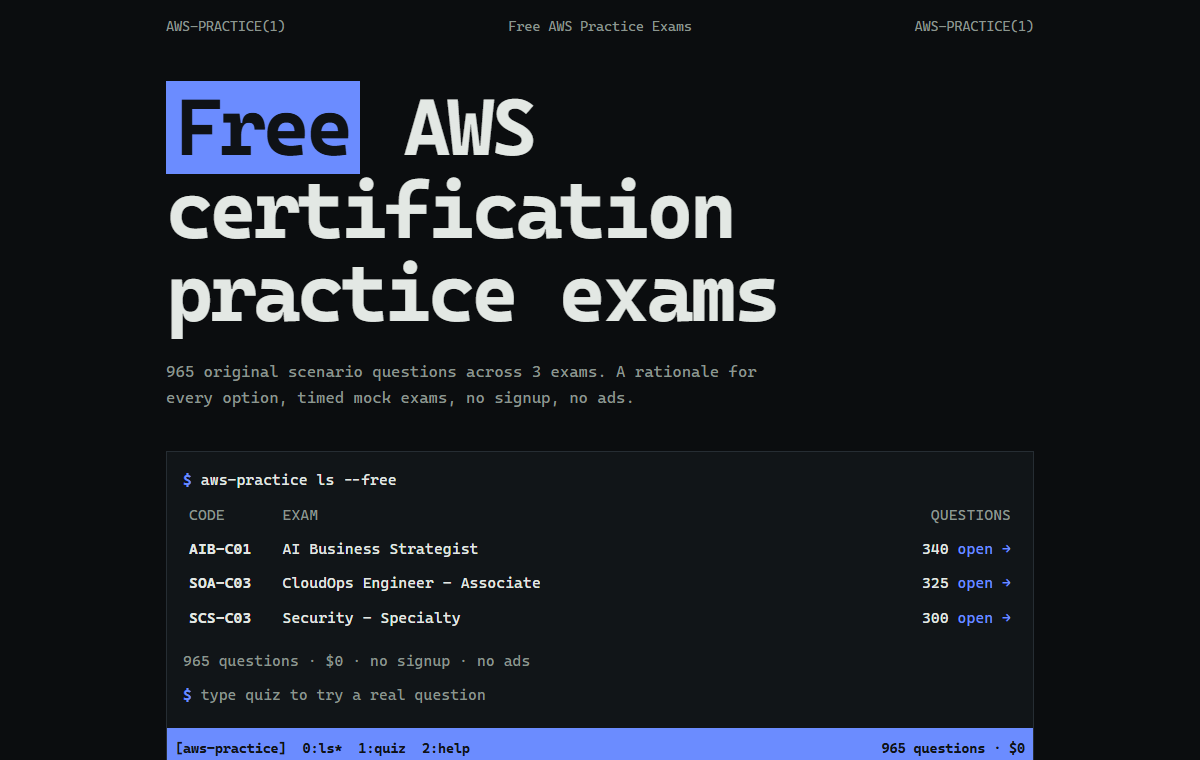 AWS-PRACTICE(1) Free AWS Practice Exams AWS-PRACTICE(1)
Free AWS
certification
practice exams
965 original scenario questions across 3 exams. A rationale for
every option, timed mock exams, no signup, no ads.
$ aws-practice ls --free
CODE EXAM QUESTIONS
AIB-C01 AI Business Strategist 340 open →
SOA-C03 CloudOps Engineer – Associate 325 open →
SCS-C03 Security – Specialty 300 open →
965 questions · $0 · no signup · no ads
$ type quiz to try a real question
[aws-practice] 0:ls* 1:quiz 2:help 965 questions · $0